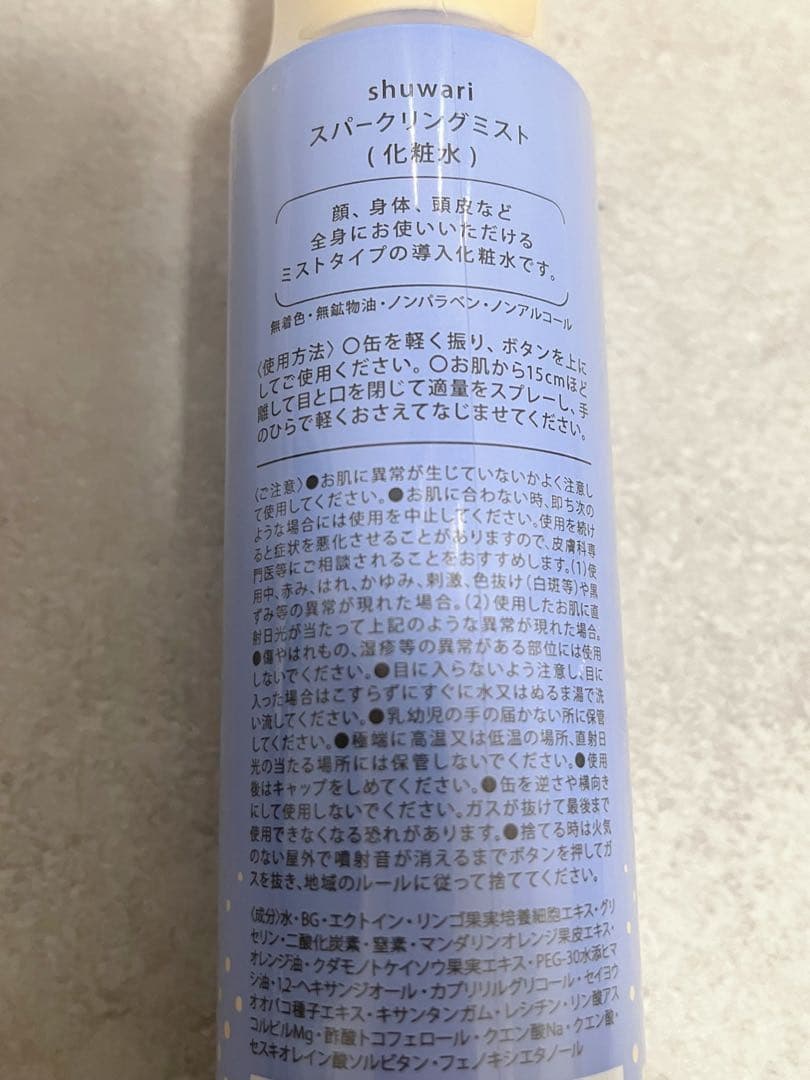 shuwari
スパークリングミスト
(化粧水)
顔、身体、頭皮など
全身にお使いいただける
ミストタイプの導入化粧水です。
無着色・無鉱物油・ノンパラベン・ノンアルコール
〈使用方法〉〇缶を軽く振り、ボタンを上に
してご使用ください。〇お肌から15cmほど
離して目と口を閉じて適量をスプレーし、手
のひらで軽くおさえてなじませてください。
〈ご注意〉●お肌に異常が生じていないかよく注意し
て使用してください。●お肌に合わない時、即ち次の
ような場合には使用を中止してください。使用を続け
ると症状を悪化させることがありますので、皮膚科専
門医等にご相談されることをおすすめします。(1)使
用中、赤み、はれ、かゆみ、刺激、色抜け(白斑等)や黒
ずみ等の異常が現れた場合。(2)使用したお肌に直
射日光が当たって上記のような異常が現れた場合。
●傷やはれもの、湿疹等の異常がある部位には使用
しないでください。●目に入らないよう注意し、目に
入った場合はこすらずにすぐに水又はぬるま湯で洗
い流してください。●乳幼児の手の届かない所に保管
してください。●極端に高温又は低温の場所、直射日
光の当たる場所には保管しないでください。●使用
後はキャップをしめてください。●缶を逆さや横向き
にして使用しないでください。ガスが抜けて最後まで
使用できなくなる恐れがあります。●捨てる時は火気
のない屋外で噴射音が消えるまでボタンを押してガ
スを抜き、地域のルールに従って捨ててください。
〈成分〉水・BG・エクトイン・リンゴ果実培養細胞エキス・グリ
セリン・二酸化炭素・窒素・マンダリンオレンジ果皮エキス・
オレンジ油・クダモノトケイソウ果実エキス・PEG-30水添ヒマ
シ油・1,2-ヘキサンジオール・カプリリルグリコール・セイヨウ
オオバコ種子エキス・キサンタンガム・レシチン・リン酸アス
コルビルMg・酢酸トコフェロール・クエン酸Na・クエン酸・
セスキオレイン酸ソルビタン・フェノキシエタノール